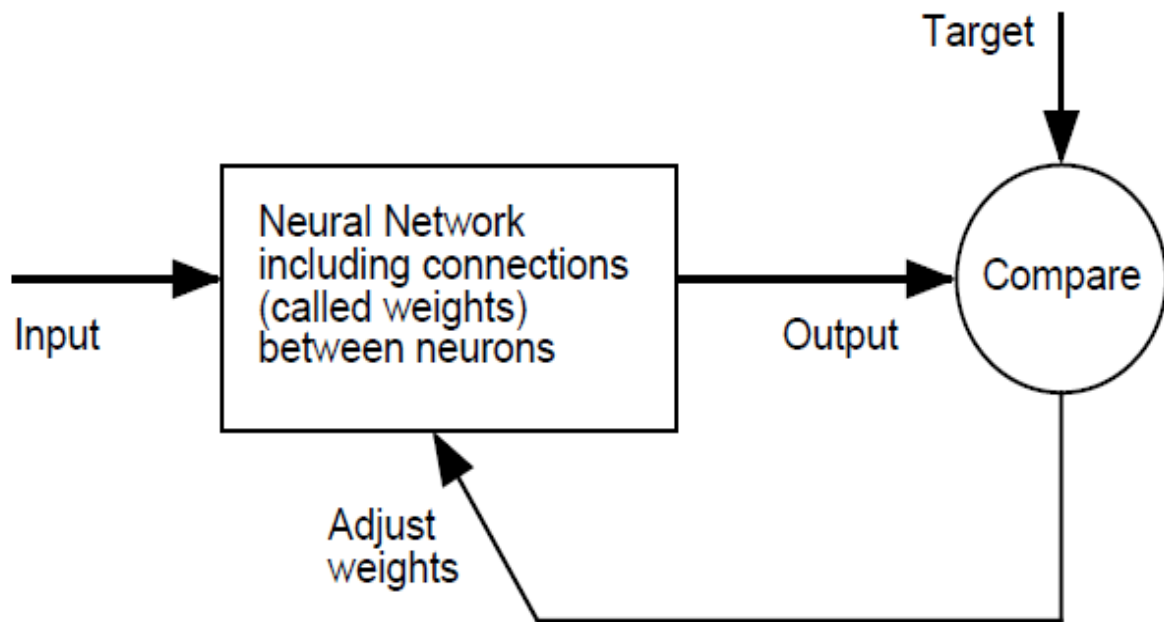 Target
Neural Network
including connections
(called weights)
between neurons
Compare
Input
Output
Adjust
weights